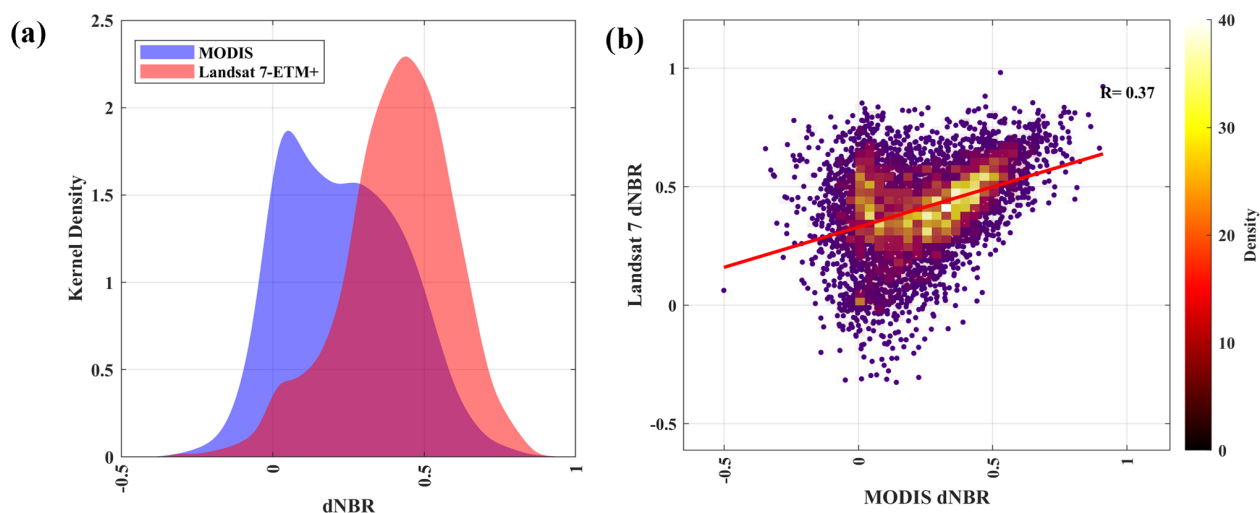 (a)
2.5
2
1.5
1
0.5
0
Kernel Density
MODIS
Landsat 7-ETM+
-0.5
0
0.5
1
dNBR
(b)
1
0.5
0
-0.5
Landsat 7 dNBR
R= 0.37
-0.5
0
0.5
1
MODIS dNBR
40
30
20
10
0
Density